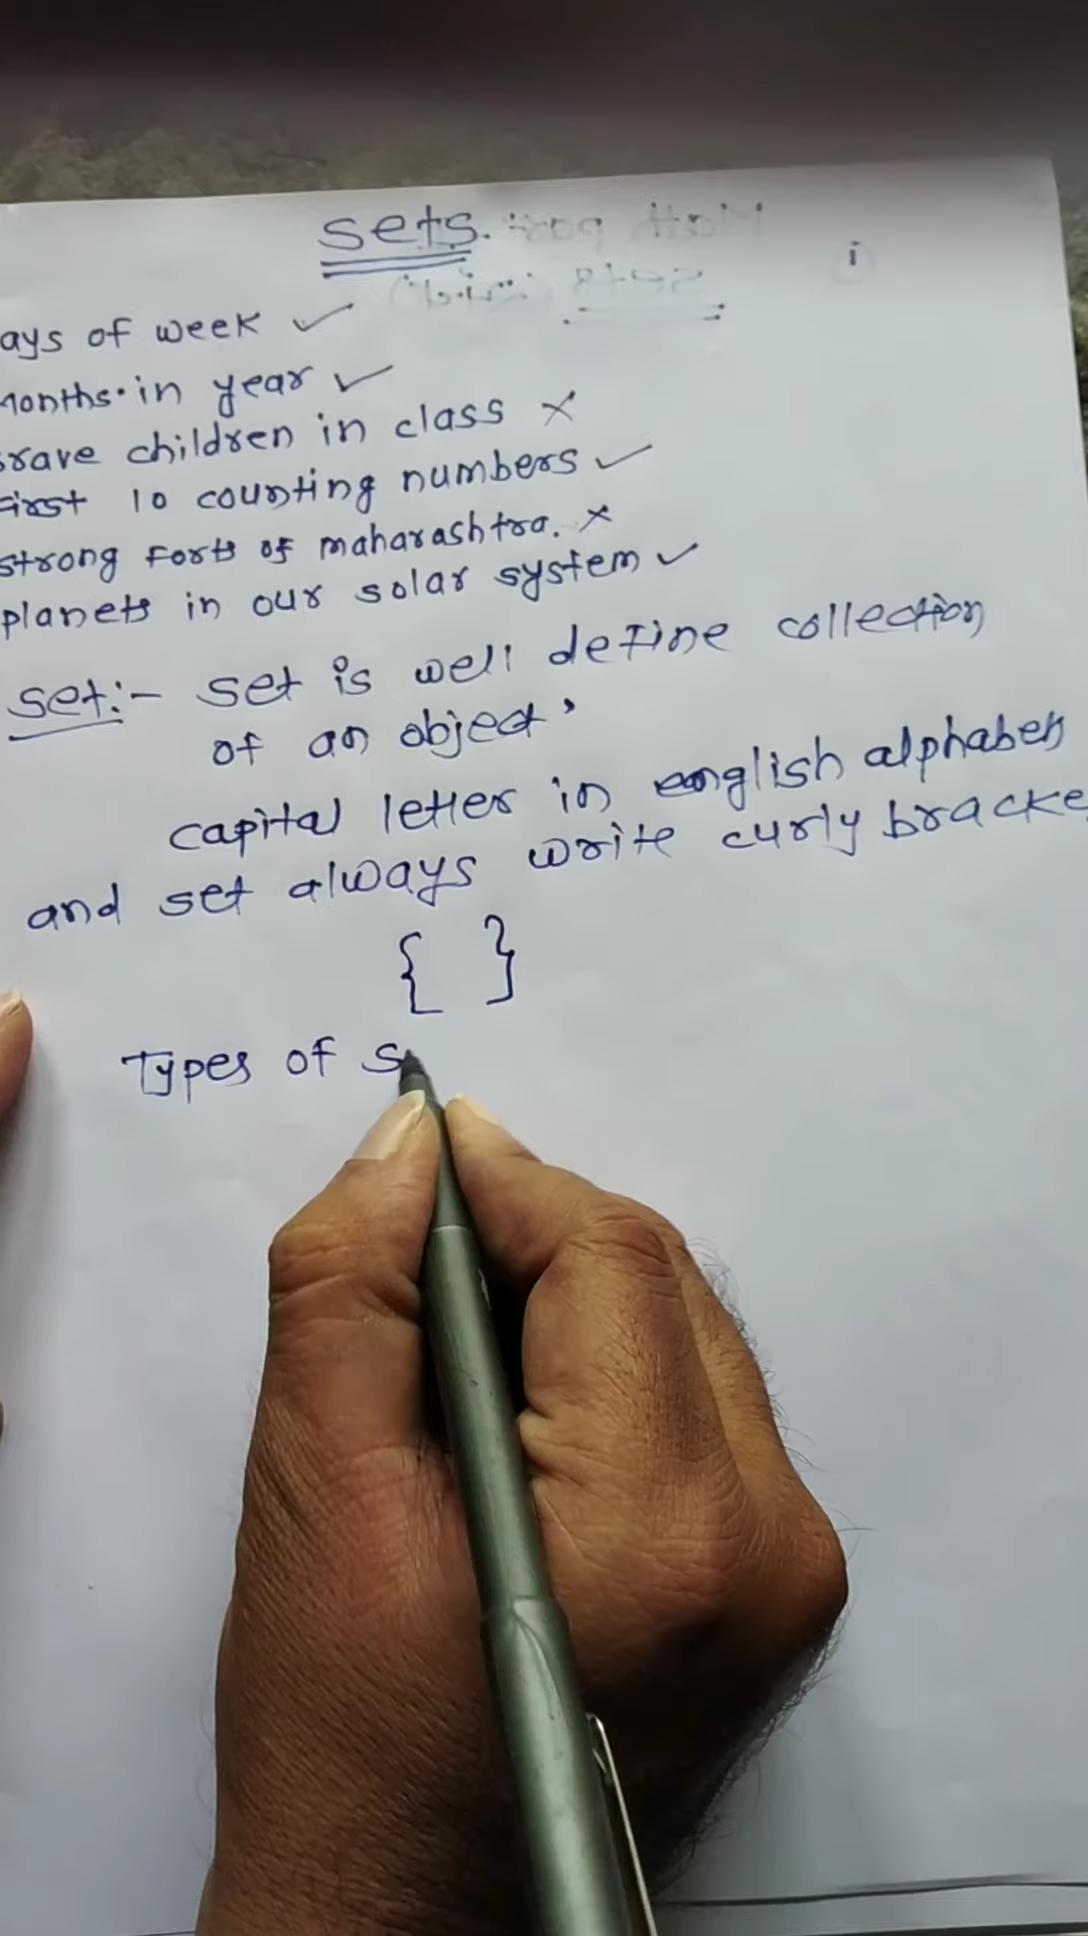 sets.
ays of week ✓
Months.in year ✓
rave children in class ×
First 10 counting numbers ✓
strong forts of maharashtra. ×
planets in our solar system ✓
set:- set is well define collection
of an object'
capital letter in english alphabets
and set always write curly bracke
{ }
Types of s